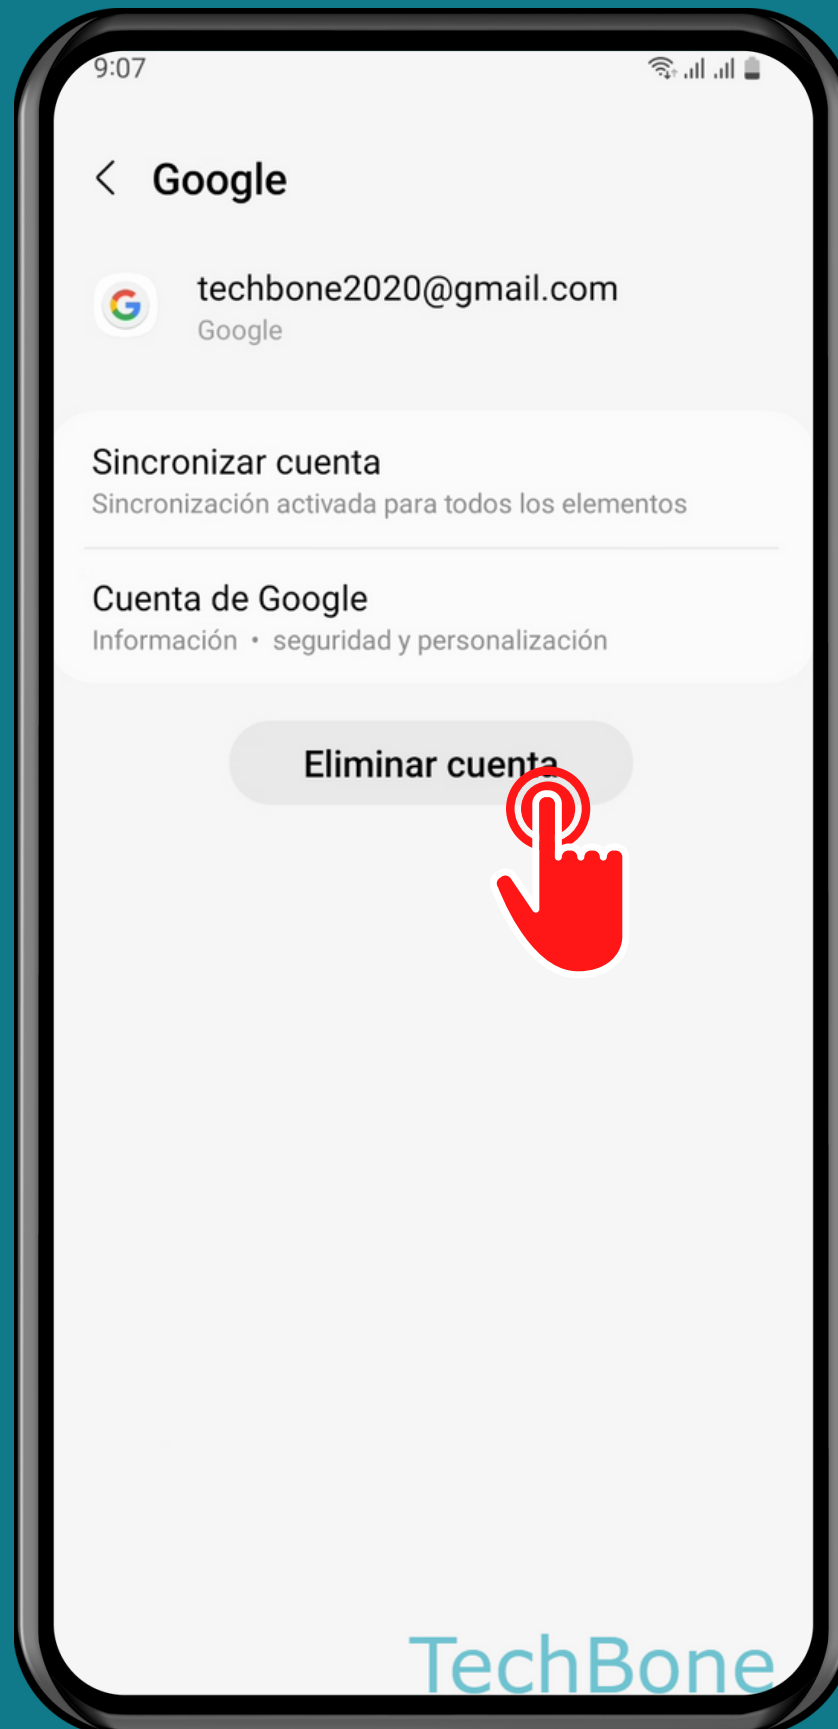 9:07
Google
techbone2020@gmail.com
Google
Sincronizar cuenta
Sincronización activada para todos los elementos
Cuenta de Google
Información • seguridad y personalización
Eliminar cuenta
TechBone